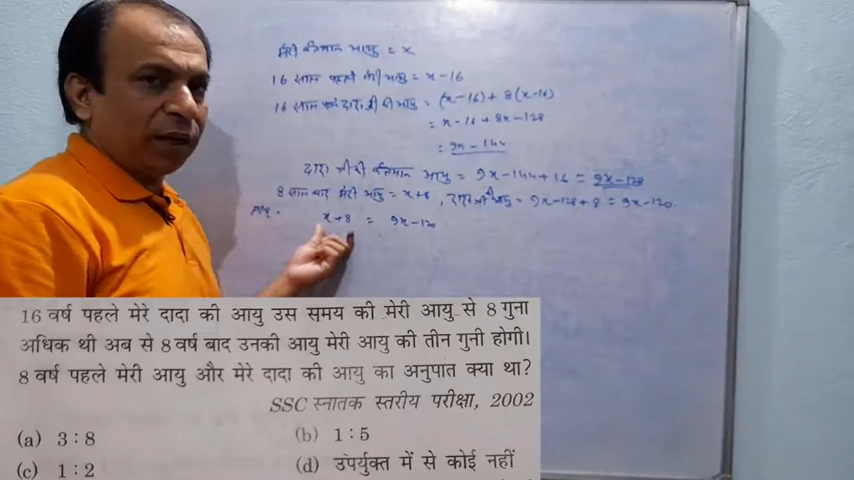 मेरी वर्तमान आयु = x
16 साल पहले मेरी आयु = x-16
16 साल पहले दादा जी की आयु = (x-16) + 8(x-16)
= x-16+8x-128
= 9x-144
दादा जी की वर्तमान आयु = 9x-144+16 = 9x-128
8 साल बाद मेरी आयु = x+8, दादा जी की आयु = 9x-128+8 = 9x-120.
x+8 = 9x-120
16 वर्ष पहले मेरे दादा की आयु उस समय की मेरी आयु से 8 गुना
अधिक थी अब से 8 वर्ष बाद उनकी आयु मेरी आयु की तीन गुनी होगी।
8 वर्ष पहले मेरी आयु और मेरे दादा की आयु का अनुपात क्या था?
SSC स्नातक स्तरीय परीक्षा, 2002
(a) 3 : 8 (b) 1 : 5
(c) 1 : 2 (d) उपर्युक्त में से कोई नहीं